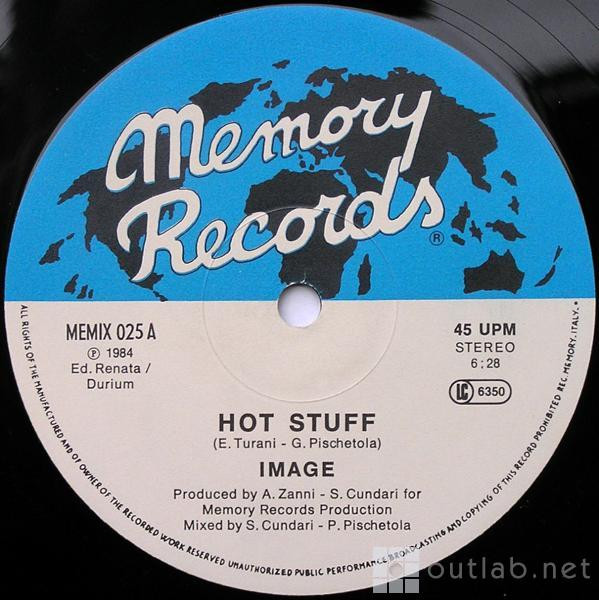 Memory
Records
®
MEMIX 025 A
℗ 1984
Ed. Renata /
Durium
45 UPM
STEREO
6:28
LC 6350
HOT STUFF
(E. Turani - G. Pischetola)
IMAGE
Produced by A. Zanni - S. Cundari for
Memory Records Production
Mixed by S. Cundari - P. Pischetola
ALL RIGHTS OF THE MANUFACTURED AND OF OWNER OF THE RECORDED WORK RESERVED UNAUTHORIZED PUBLIC PERFORMANCE BROADCASTING AND COPYING OF THIS RECORD PROHIBITED REC. MEMORY. ITALY.
outlab.net